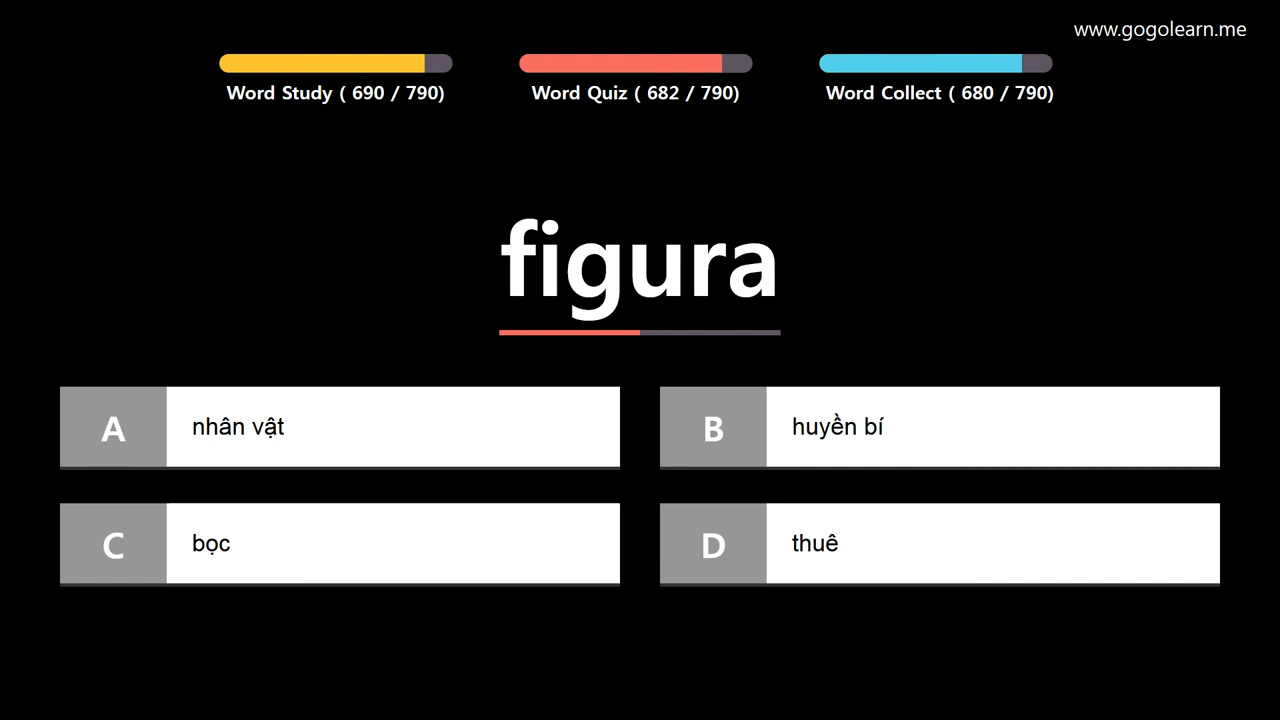 www.gogolearn.me
Word Study ( 690 / 790)
Word Quiz ( 682 / 790)
Word Collect ( 680 / 790)
figura
A nhân vật
B huyền bí
C bọc
D thuê